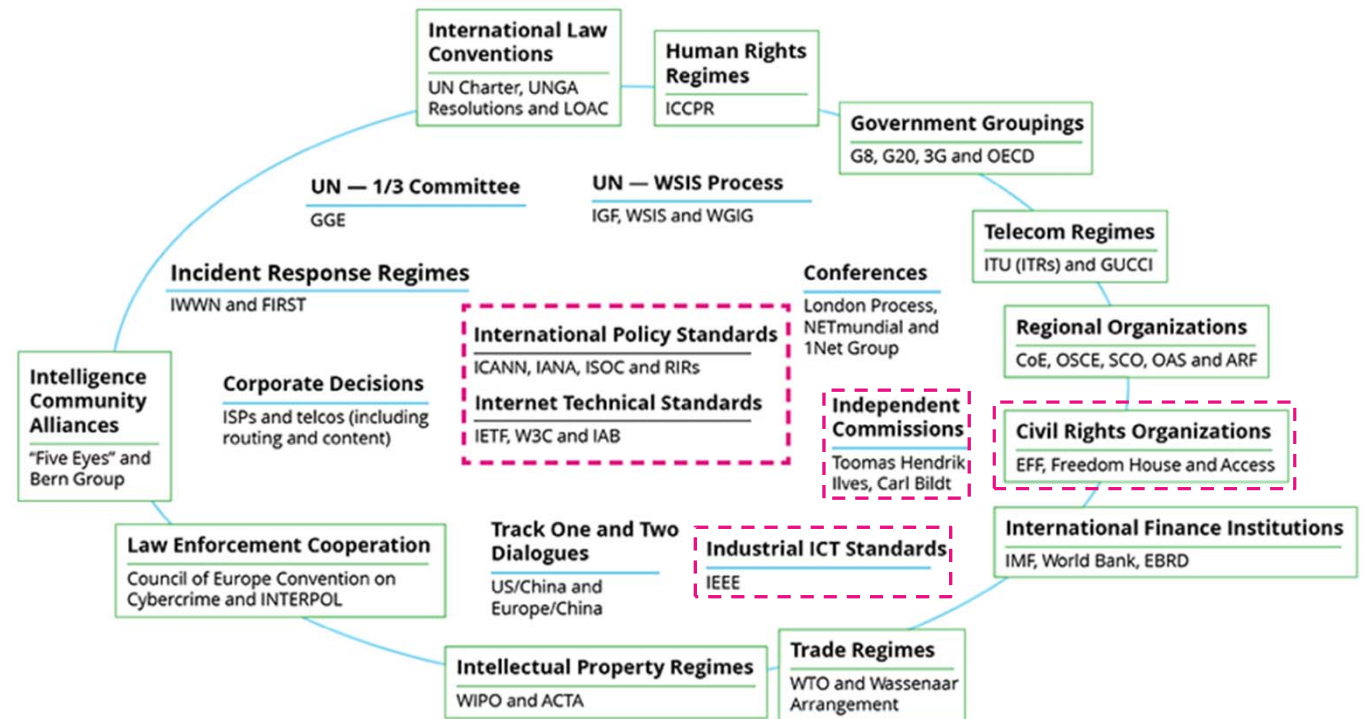 International Law
Conventions
UN Charter, UNGA
Resolutions and LOAC
Human Rights
Regimes
ICCPR
Government Groupings
G8, G20, 3G and OECD
UN — 1/3 Committee
GGE
UN — WSIS Process
IGF, WSIS and WGIG
Telecom Regimes
ITU (ITRs) and GUCCI
Incident Response Regimes
IWWN and FIRST
Conferences
London Process,
NETmundial and
1Net Group
International Policy Standards
ICANN, IANA, ISOC and RIRs
Internet Technical Standards
IETF, W3C and IAB
Regional Organizations
CoE, OSCE, SCO, OAS and ARF
Intelligence
Community
Alliances
“Five Eyes” and
Bern Group
Corporate Decisions
ISPs and telcos (including
routing and content)
Independent
Commissions
Toomas Hendrik
Ilves, Carl Bildt
Civil Rights Organizations
EFF, Freedom House and Access
Law Enforcement Cooperation
Council of Europe Convention on
Cybercrime and INTERPOL
Track One and Two
Dialogues
US/China and
Europe/China
Industrial ICT Standards
IEEE
International Finance Institutions
IMF, World Bank, EBRD
Intellectual Property Regimes
WIPO and ACTA
Trade Regimes
WTO and Wassenaar
Arrangement